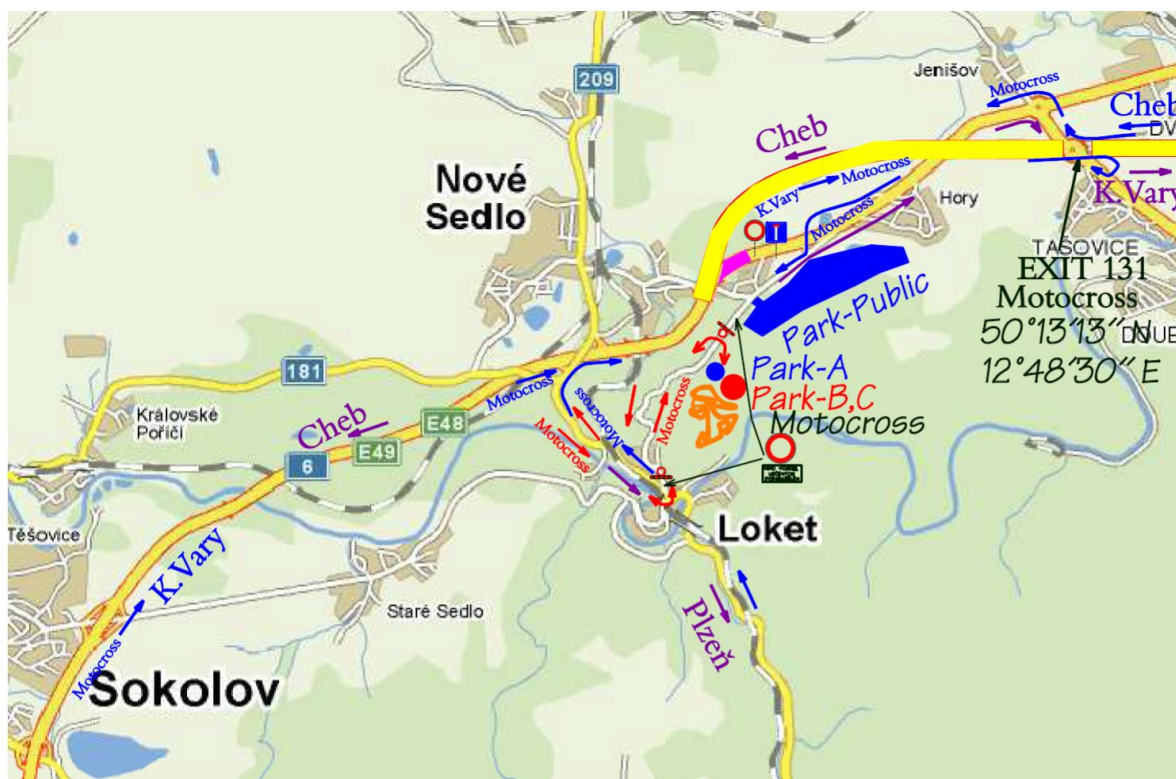 209
Jenišov
Motocross
Cheb
Cheb
Nové
Sedlo
K.Vary
Motocross
Motocross
K.Vary
Hory
TAŠOVICE
EXIT 131
Motocross
50°13'13" N
12°48'30" E
Park-Public
181
Park-A
Park-B,C
Motocross
Motocross
Motocross
Motocross
Motocross
Královské
Poříčí
Cheb
E48
E49
6
Těšovice
Loket
K.Vary
Staré Sedlo
Plzeň
Motocross
Sokolov